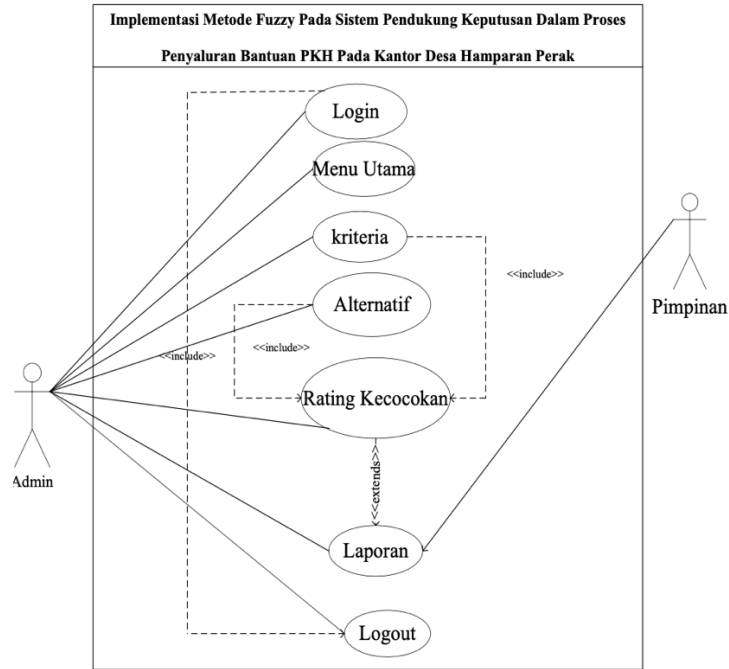 Implementasi Metode Fuzzy Pada Sistem Pendukung Keputusan Dalam Proses
Penyaluran Bantuan PKH Pada Kantor Desa Hamparan Perak
Login
Menu Utama
kriteria
<<include>>
Alternatif
Pimpinan
<<include>>
<<include>>
Rating Kecocokan
Admin
<<extends>>
Laporan
Logout